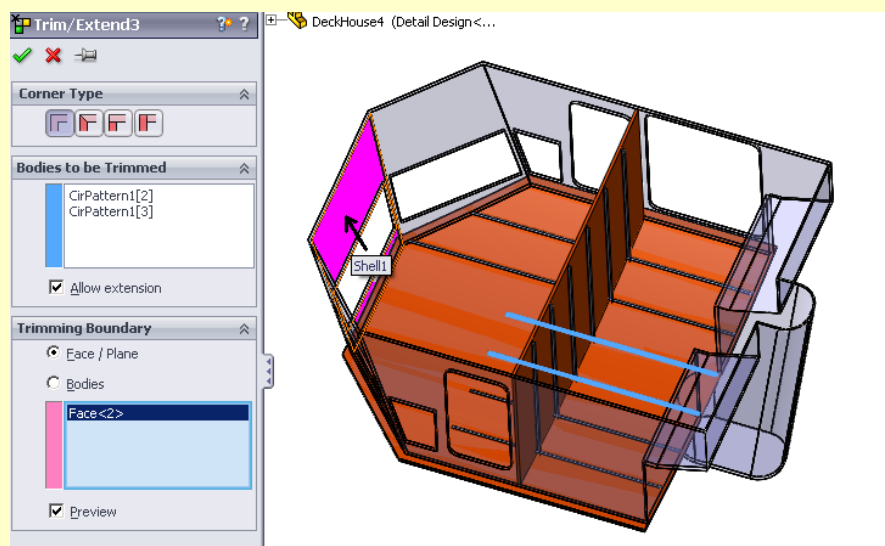 Trim/Extend3
? ?
DeckHouse4 (Detail Design<...
Corner Type
Bodies to be Trimmed
CirPattern1[2]
CirPattern1[3]
Allow extension
Trimming Boundary
Face / Plane
Bodies
Face<2>
Preview
Shell1